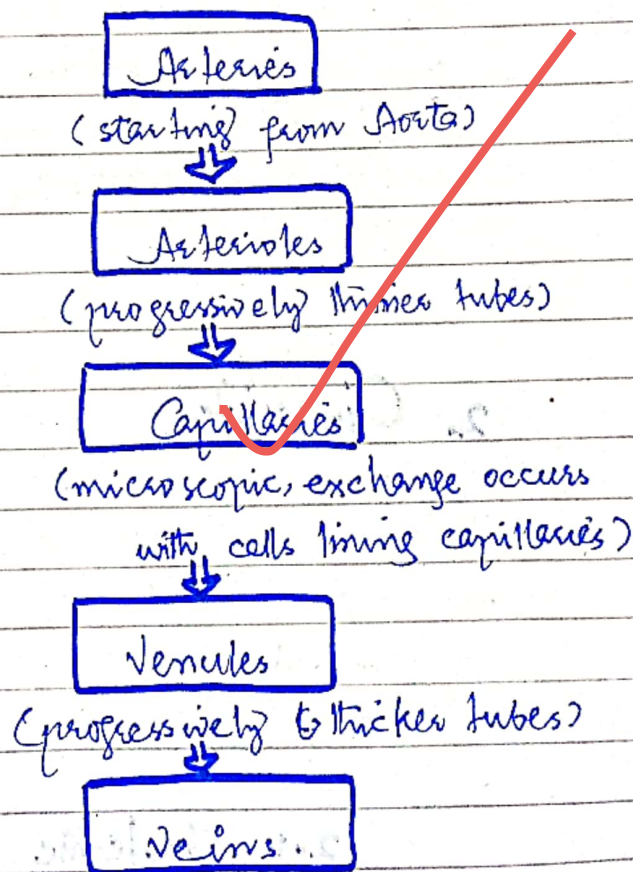 Arteries
(starting from Aorta)
Arterioles
(progressively thinner tubes)
Capillaries
(microscopic, exchange occurs
with cells lining capillaries)
Venules
(progressively to thicker tubes)
Veins